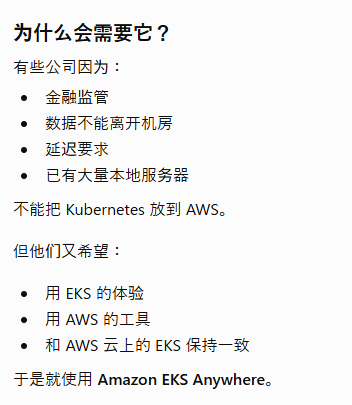 为什么会需要它？
有些公司因为：
• 金融监管
• 数据不能离开机房
• 延迟要求
• 已有大量本地服务器
不能把 Kubernetes 放到 AWS。
但他们又希望：
• 用 EKS 的体验
• 用 AWS 的工具
• 和 AWS 云上的 EKS 保持一致
于是就使用 Amazon EKS Anywhere。